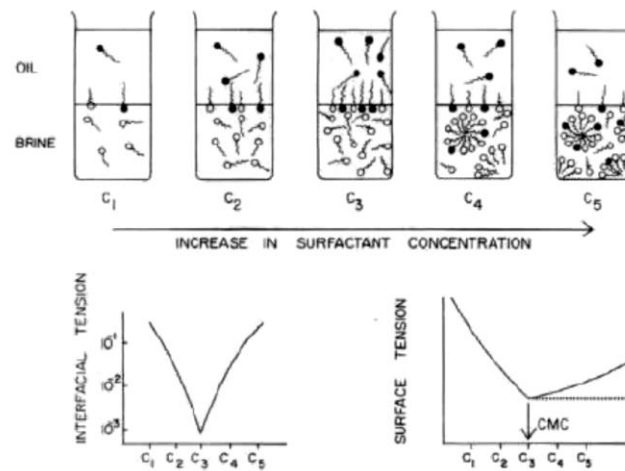 OIL
BRINE
C1 C2 C3 C4 C5
INCREASE IN SURFACTANT CONCENTRATION
INTERFACIAL TENSION
10-1
10-2
10-3
C1 C2 C3 C4 C5
SURFACE TENSION
CMC
C1 C2 C3 C4 C5